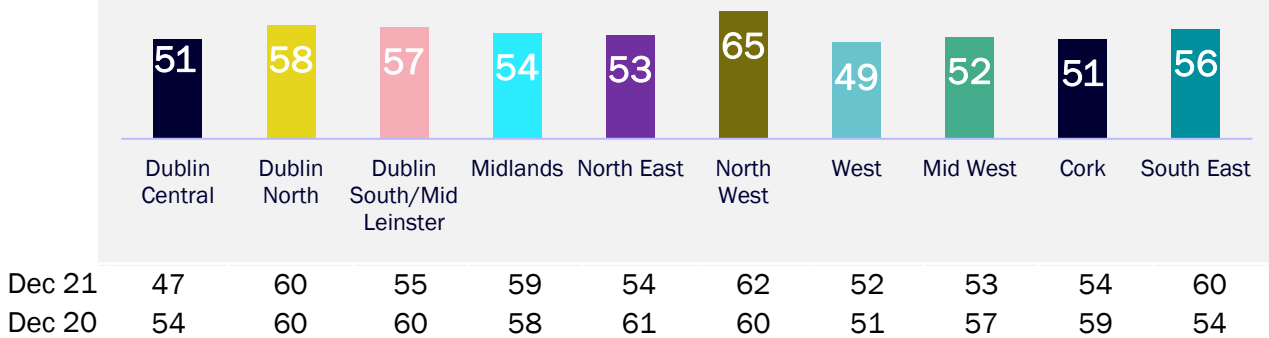 51 58 57 54 53 65 49 52 51 56
Dublin Central Dublin North Dublin South/Mid Leinster Midlands North East North West West Mid West Cork South East
Dec 21 47 60 55 59 54 62 52 53 54 60
Dec 20 54 60 60 58 61 60 51 57 59 54